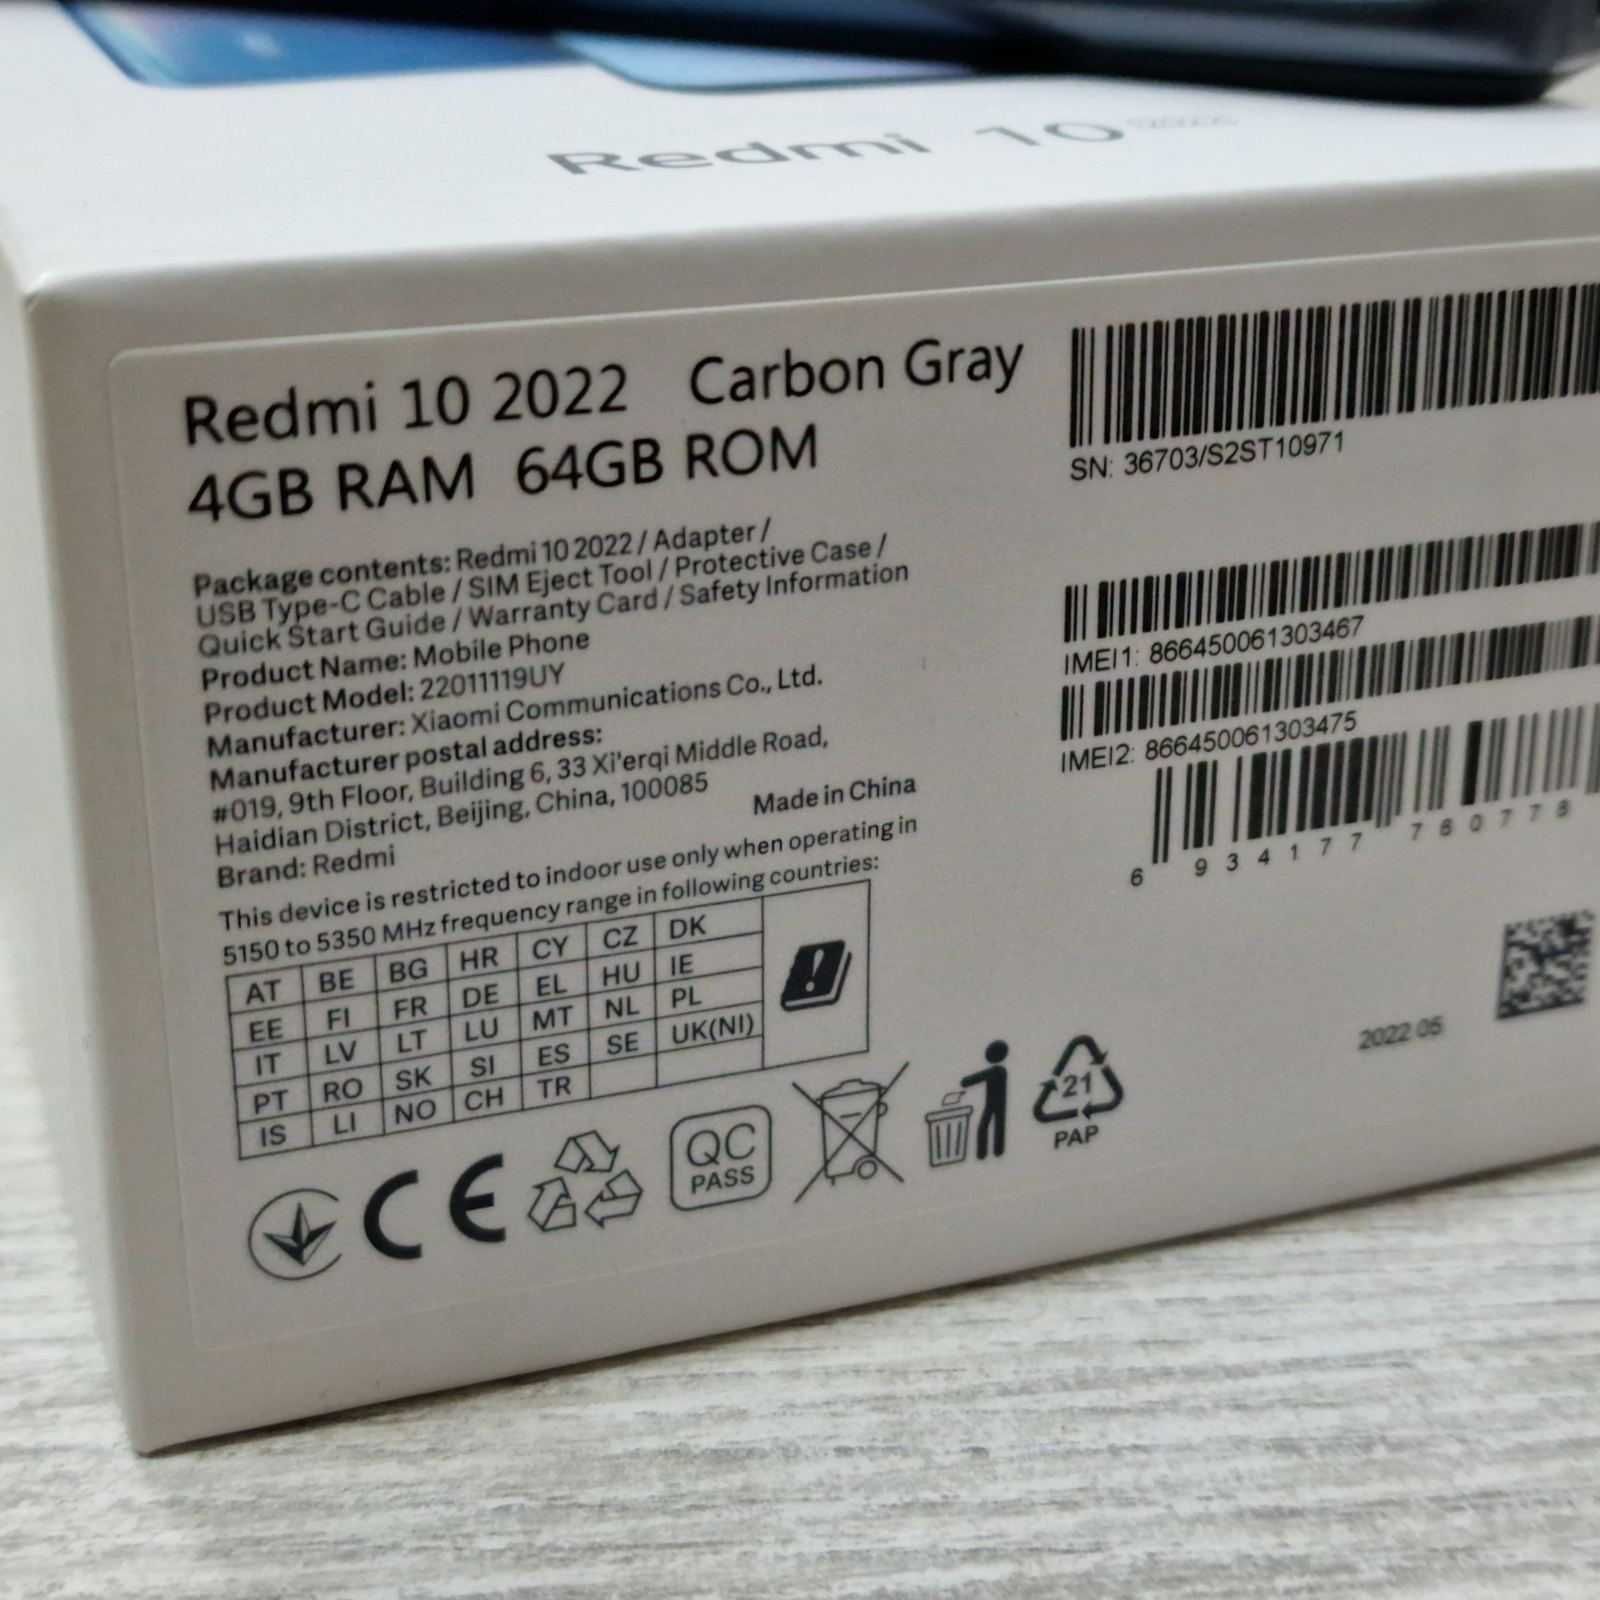 Redmi 10
Redmi 10 2022 Carbon Gray
4GB RAM 64GB ROM
Package contents: Redmi 10 2022 / Adapter /
USB Type-C Cable / SIM Eject Tool / Protective Case /
Quick Start Guide / Warranty Card / Safety Information
Product Name: Mobile Phone
Product Model: 22011119UY
Manufacturer: Xiaomi Communications Co., Ltd.
Manufacturer postal address:
#019, 9th Floor, Building 6, 33 Xi'erqi Middle Road,
Haidian District, Beijing, China, 100085
Brand: Redmi
Made in China
This device is restricted to indoor use only when operating in
5150 to 5350 MHz frequency range in following countries:
AT BE BG HR CY CZ DK
EE FI FR DE EL HU IE
IT LV LT LU MT NL PL
PT RO SK SI ES SE UK(NI)
IS LI NO CH TR
CE
QC
PASS
21
PAP
SN: 36703/S2ST10971
IMEI1: 866450061303467
IMEI2: 866450061303475
6 934177 760778
2022 05